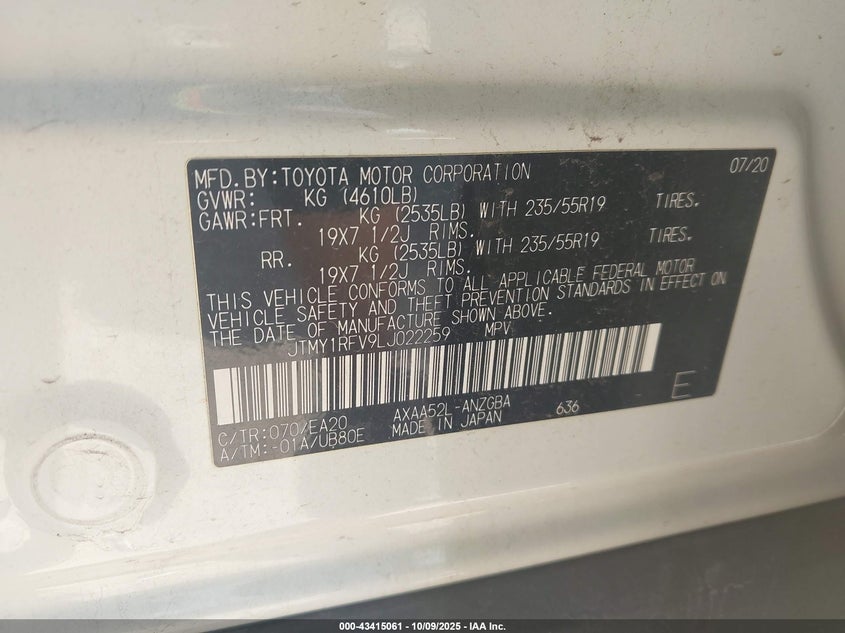 MFD.BY:TOYOTA MOTOR CORPORATION 07/20
GVWR: KG (4610LB)
GAWR:FRT. KG (2535LB) WITH 235/55R19 TIRES.
19X7 1/2J RIMS.
RR. KG (2535LB) WITH 235/55R19 TIRES.
19X7 1/2J RIMS.
THIS VEHICLE CONFORMS TO ALL APPLICABLE FEDERAL MOTOR
VEHICLE SAFETY AND THEFT PREVENTION STANDARDS IN EFFECT ON
THE DATE OF MANUFACTURE SHOWN ABOVE.
JTMY1RFV9LJ022259 MPV
C/TR:070/EA20 AXAA52L-ANZGBA 636 E
A/TM:-01A/UB80E MADE IN JAPAN
000-43415061 - 10/09/2025 - IAA Inc.